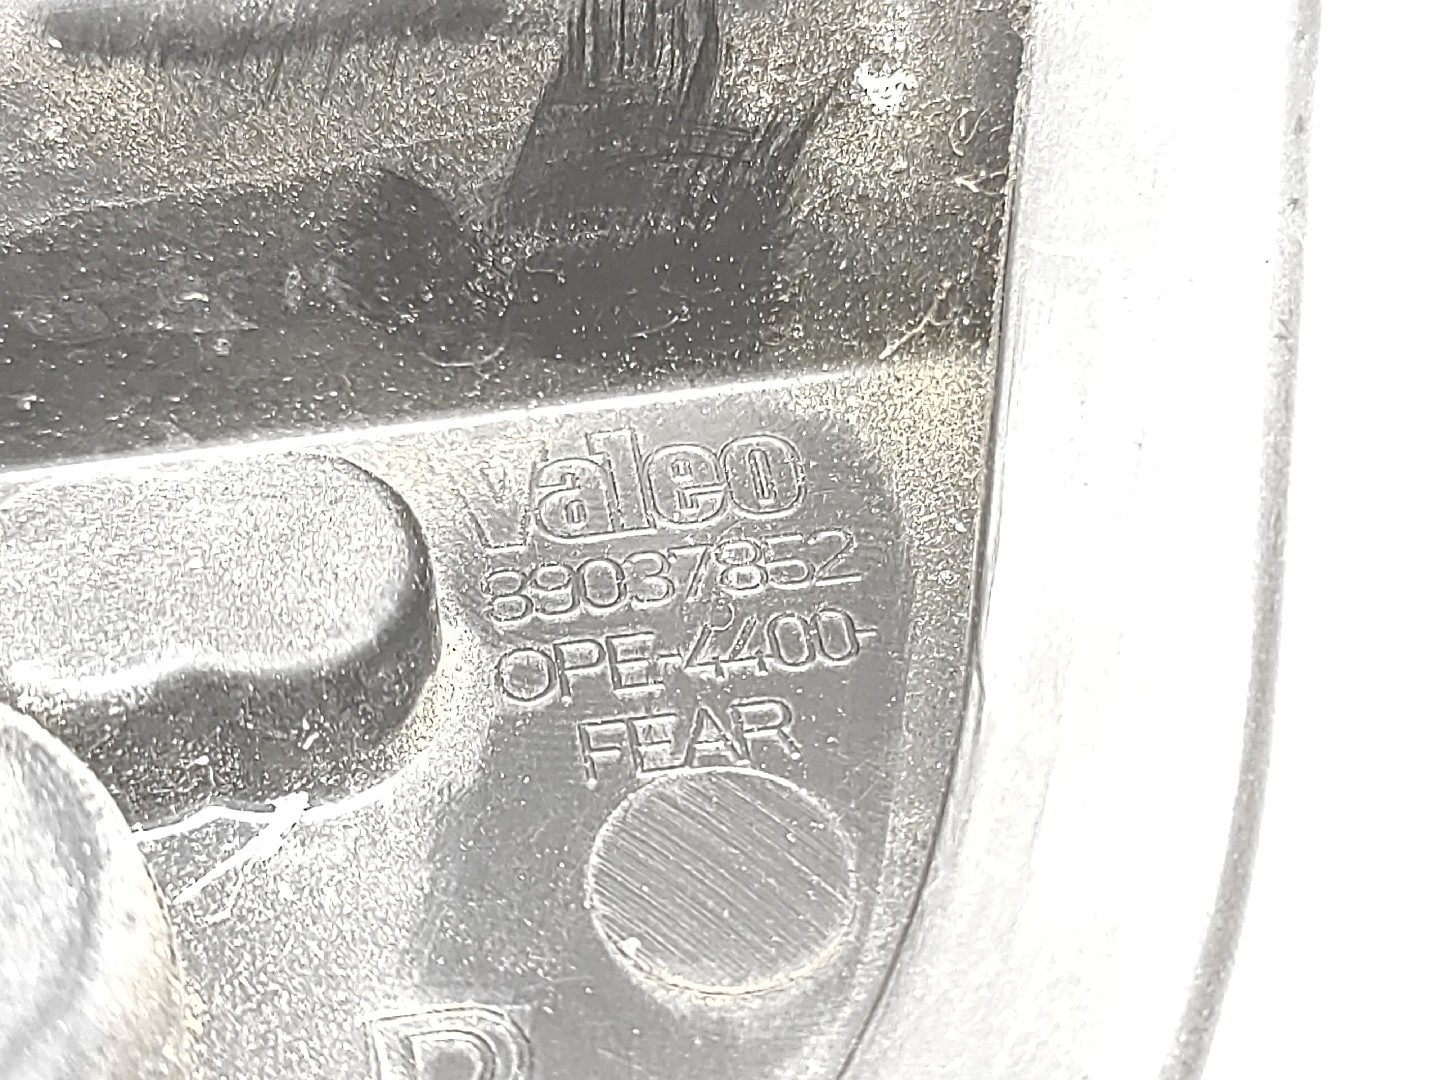 Valeo
89037852
OPE-4400-
FEAR
R